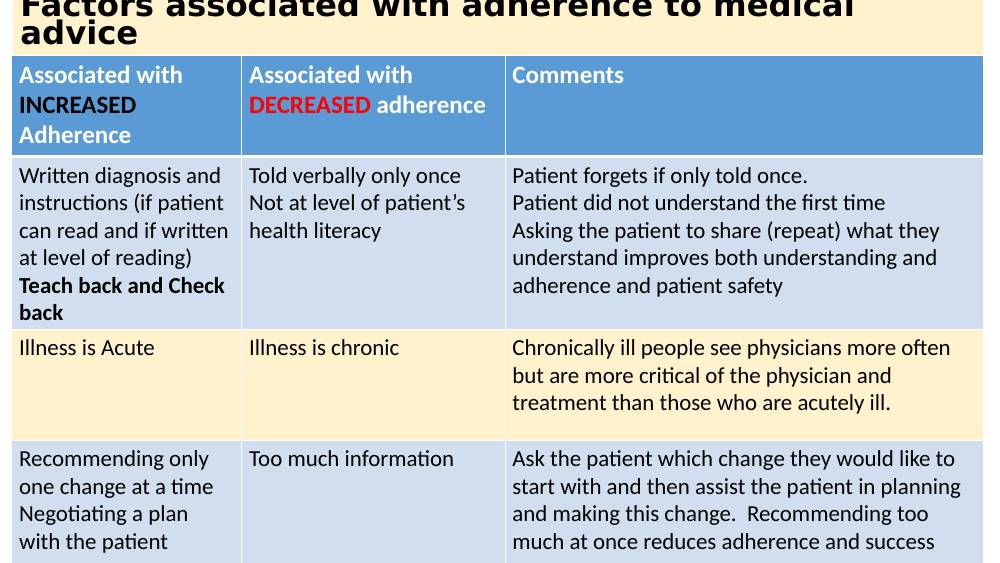 Factors associated with adherence to medical
advice
Associated with
INCREASED
Adherence
Associated with
DECREASED adherence
Comments
Written diagnosis and
instructions (if patient
can read and if written
at level of reading)
Teach back and Check
back
Told verbally only once
Not at level of patient’s
health literacy
Patient forgets if only told once.
Patient did not understand the first time
Asking the patient to share (repeat) what they
understand improves both understanding and
adherence and patient safety
Illness is Acute
Illness is chronic
Chronically ill people see physicians more often
but are more critical of the physician and
treatment than those who are acutely ill.
Recommending only
one change at a time
Negotiating a plan
with the patient
Too much information
Ask the patient which change they would like to
start with and then assist the patient in planning
and making this change.  Recommending too
much at once reduces adherence and success